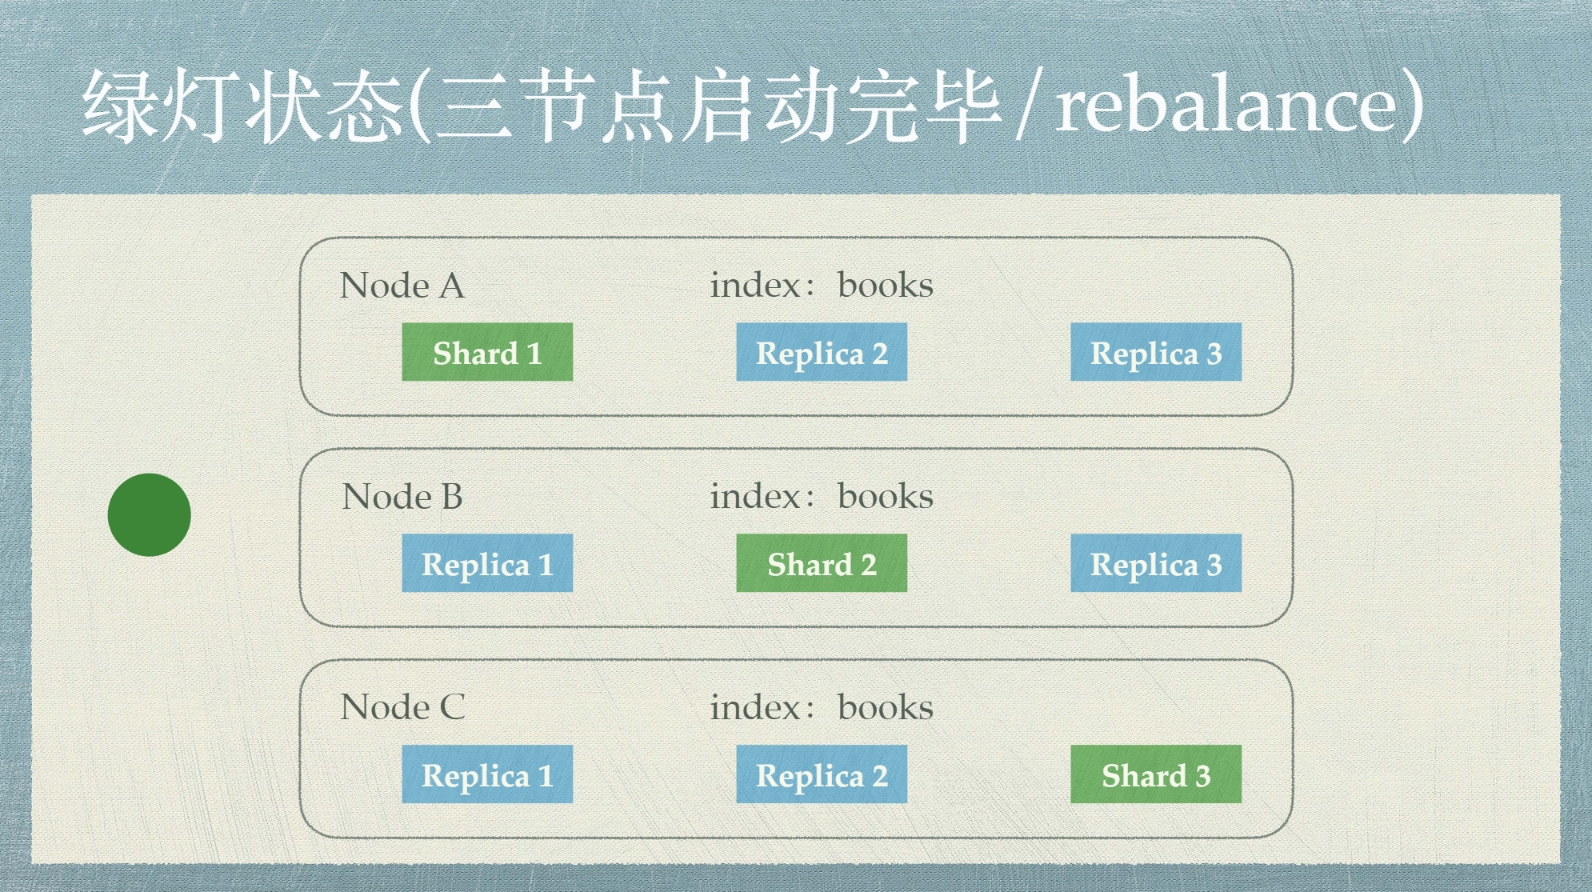 绿灯状态(三节点启动完毕/rebalance)
Node A index：books
Shard 1 Replica 2 Replica 3
Node B index：books
Replica 1 Shard 2 Replica 3
Node C index：books
Replica 1 Replica 2 Shard 3